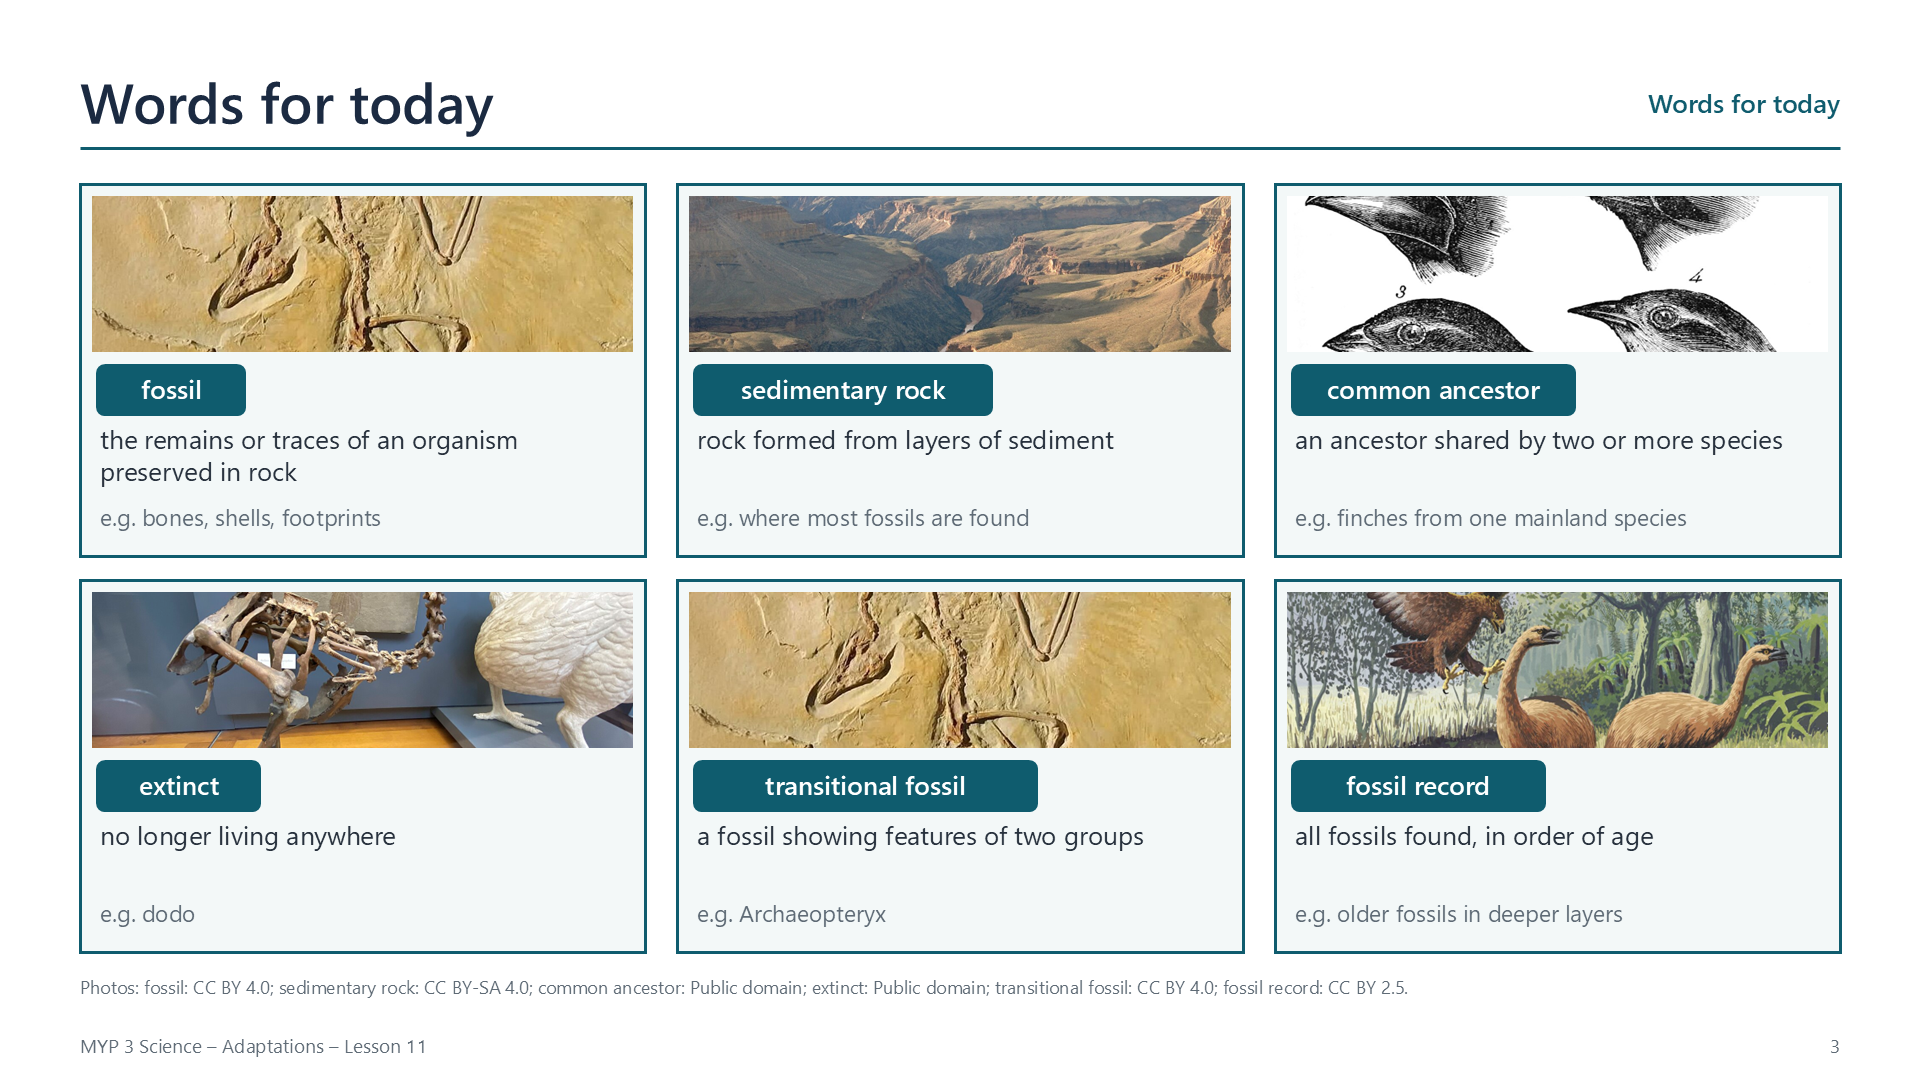 Words for today
Words for today
3
4
fossil
the remains or traces of an organism
preserved in rock
e.g. bones, shells, footprints
sedimentary rock
rock formed from layers of sediment
e.g. where most fossils are found
common ancestor
an ancestor shared by two or more species
e.g. finches from one mainland species
extinct
no longer living anywhere
e.g. dodo
transitional fossil
a fossil showing features of two groups
e.g. Archaeopteryx
fossil record
all fossils found, in order of age
e.g. older fossils in deeper layers
Photos: fossil: CC BY 4.0; sedimentary rock: CC BY-SA 4.0; common ancestor: Public domain; extinct: Public domain; transitional fossil: CC BY 4.0; fossil record: CC BY 2.5.
MYP 3 Science – Adaptations – Lesson 11
3